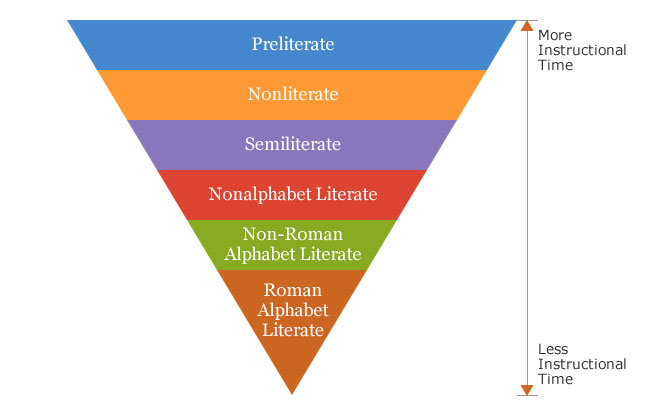 Preliterate
Nonliterate
Semiliterate
Nonalphabet Literate
Non-Roman
Alphabet Literate
Roman
Alphabet
Literate
More
Instructional
Time
Less
Instructional
Time